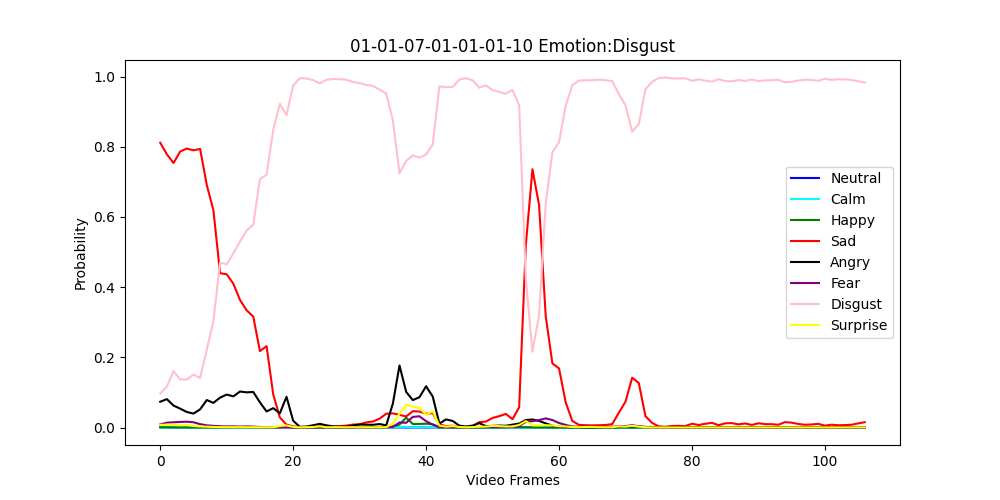 01-01-07-01-01-01-10 Emotion:Disgust
1.0
0.8
0.6
0.4
0.2
0.0
Probability
Neutral
Calm
Happy
Sad
Angry
Fear
Disgust
Surprise
0 20 40 60 80 100
Video Frames